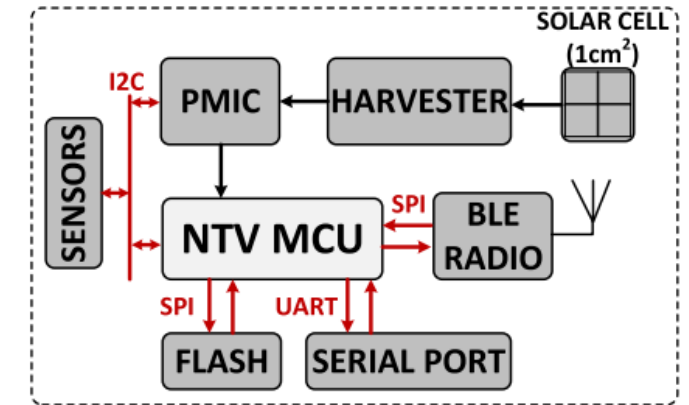 SOLAR CELL
(1cm²)
I2C
PMIC
HARVESTER
SENSORS
NTV MCU
SPI
BLE
RADIO
SPI
UART
FLASH
SERIAL PORT